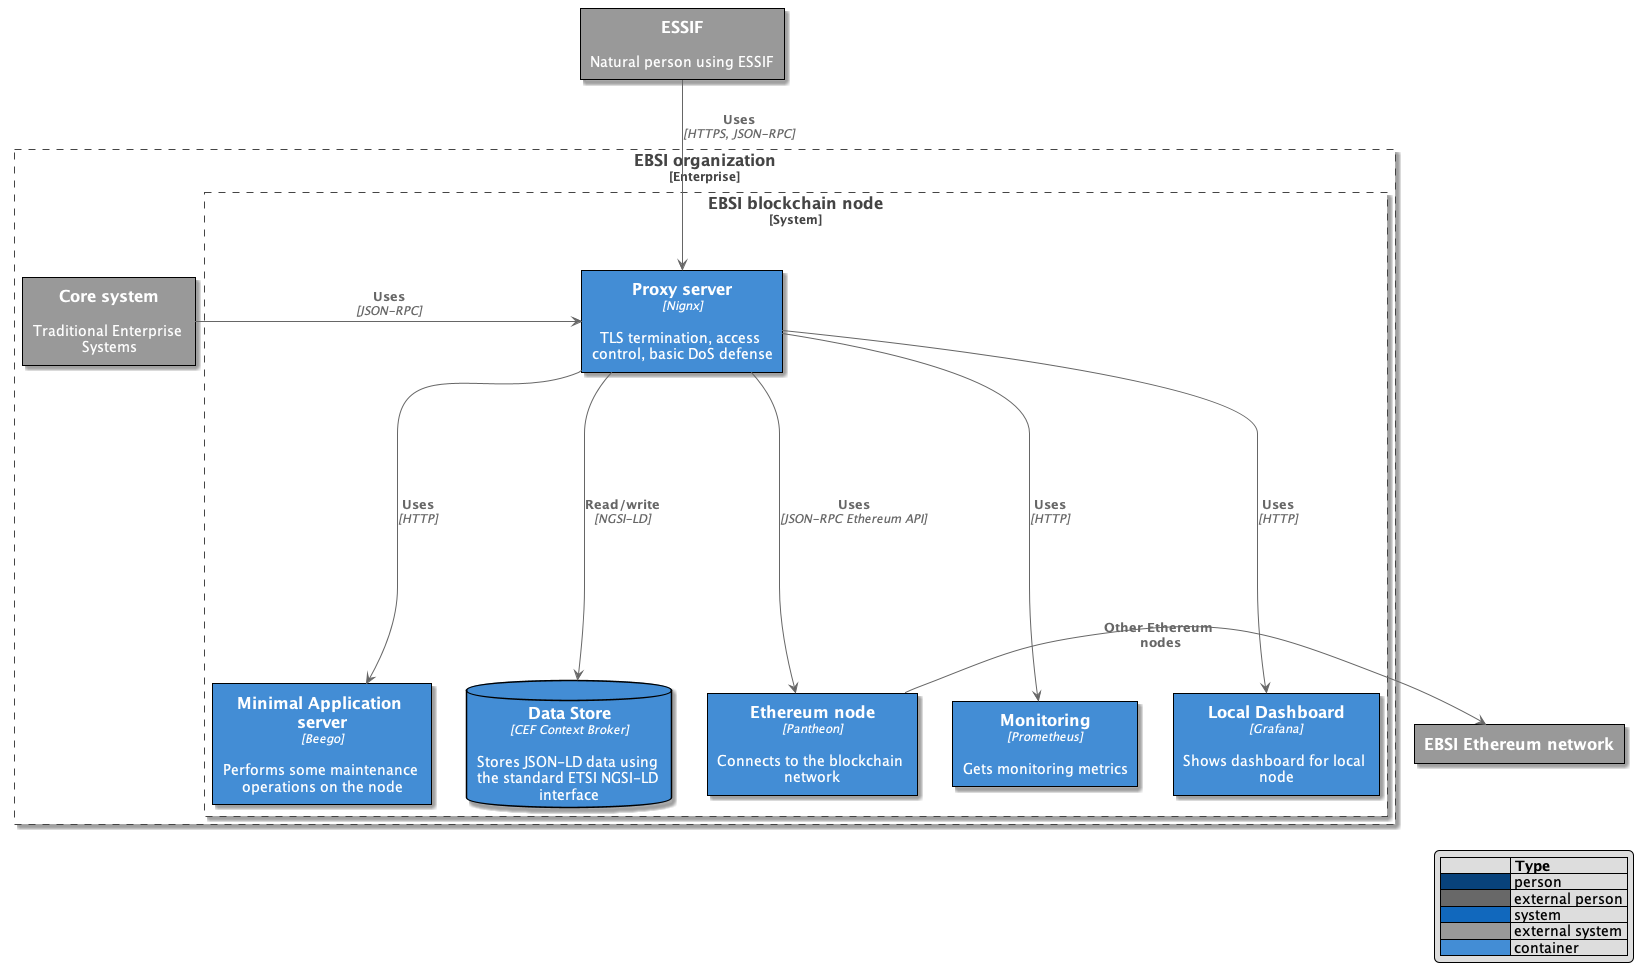 ESSIF
Natural person using ESSIF
Uses
[HTTPS, JSON-RPC]
EBSI organization
[Enterprise]
EBSI blockchain node
[System]
Core system
Traditional Enterprise
Systems
Uses
[JSON-RPC]
Proxy server
[Nignx]
TLS termination, access
control, basic DoS defense
Uses
[HTTP]
Read/write
[NGSI-LD]
Uses
[JSON-RPC Ethereum API]
Uses
[HTTP]
Uses
[HTTP]
Other Ethereum
nodes
Minimal Application
server
[Beego]
Performs some maintenance
operations on the node
Data Store
[CEF Context Broker]
Stores JSON-LD data using
the standard ETSI NGSI-LD
interface
Ethereum node
[Pantheon]
Connects to the blockchain
network
Monitoring
[Prometheus]
Gets monitoring metrics
Local Dashboard
[Grafana]
Shows dashboard for local
node
EBSI Ethereum network
Type
person
external person
system
external system
container